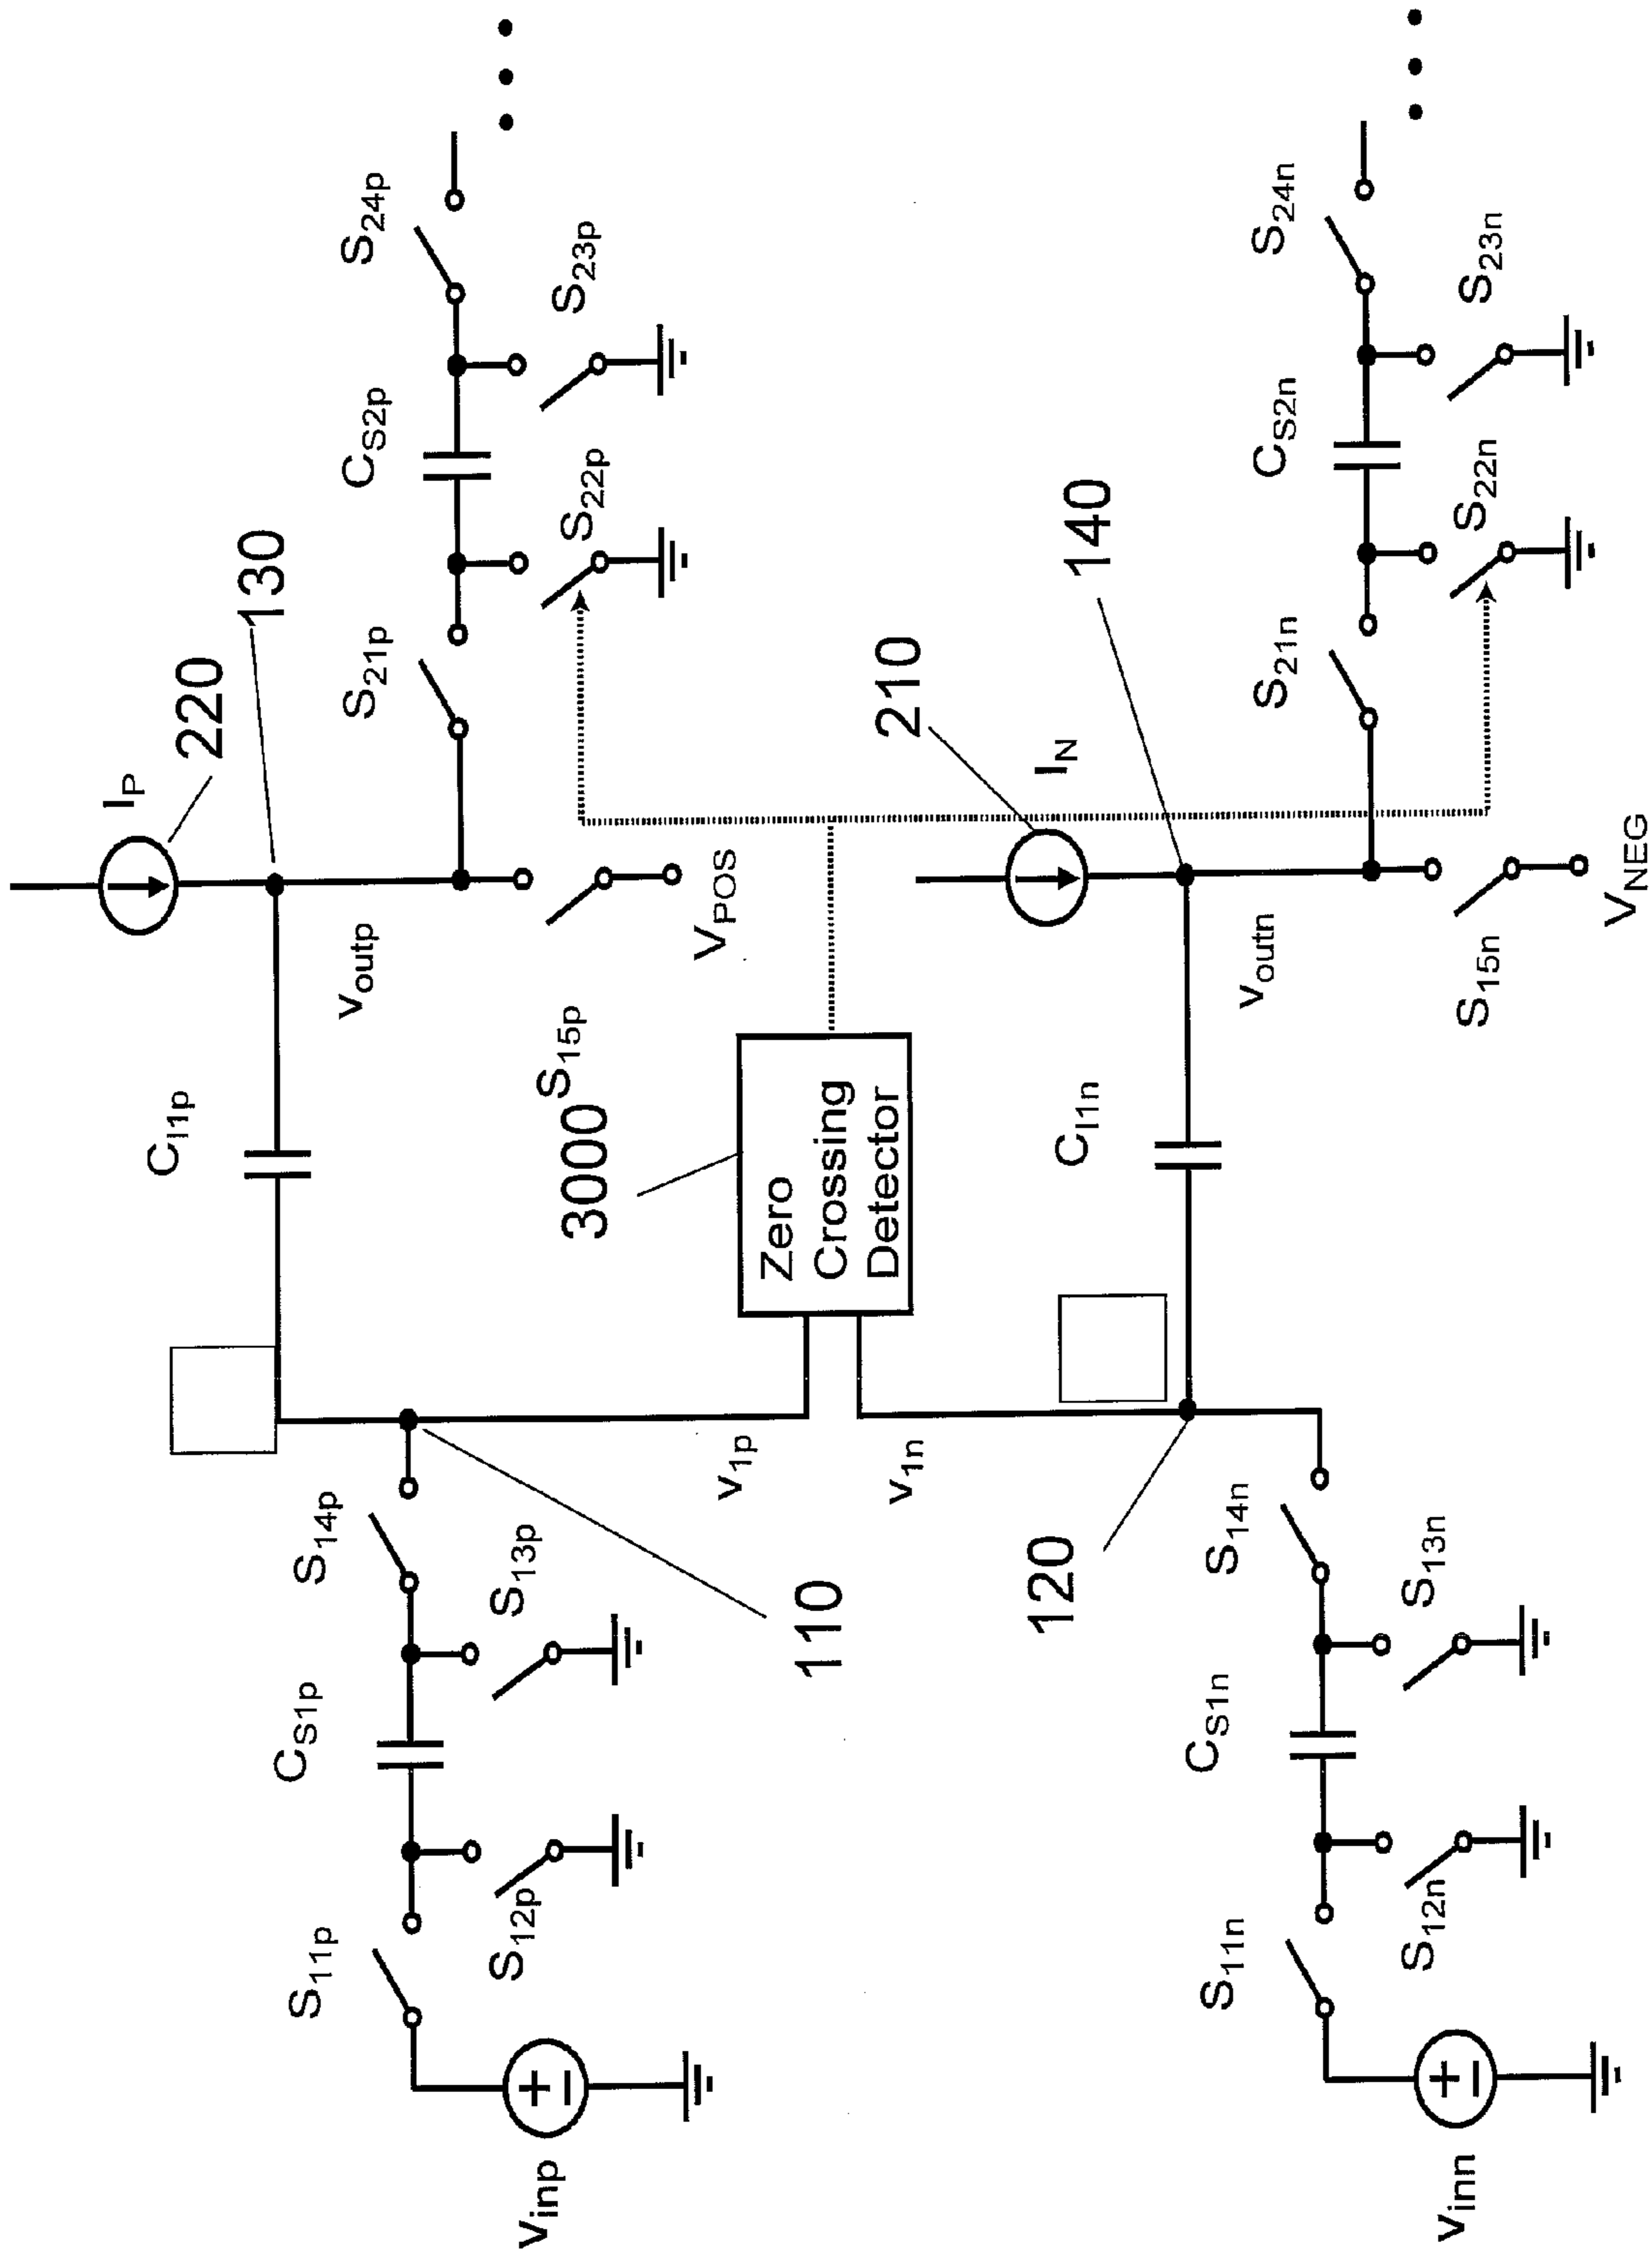 I_P
220
130
C_I1p
v_outp
S_21p
C_S2p
S_22p
S_24p
S_23p
S_14p
S_13p
C_S1p
S_11p
S_12p
v_inp
110
v_1p
v_1n
3000
S_15p
V_POS
Zero
Crossing
Detector
210
I_N
140
C_I1n
v_outn
S_15n
V_NEG
S_21n
C_S2n
S_22n
S_24n
S_23n
120
S_14n
S_13n
C_S1n
S_11n
S_12n
v_inn